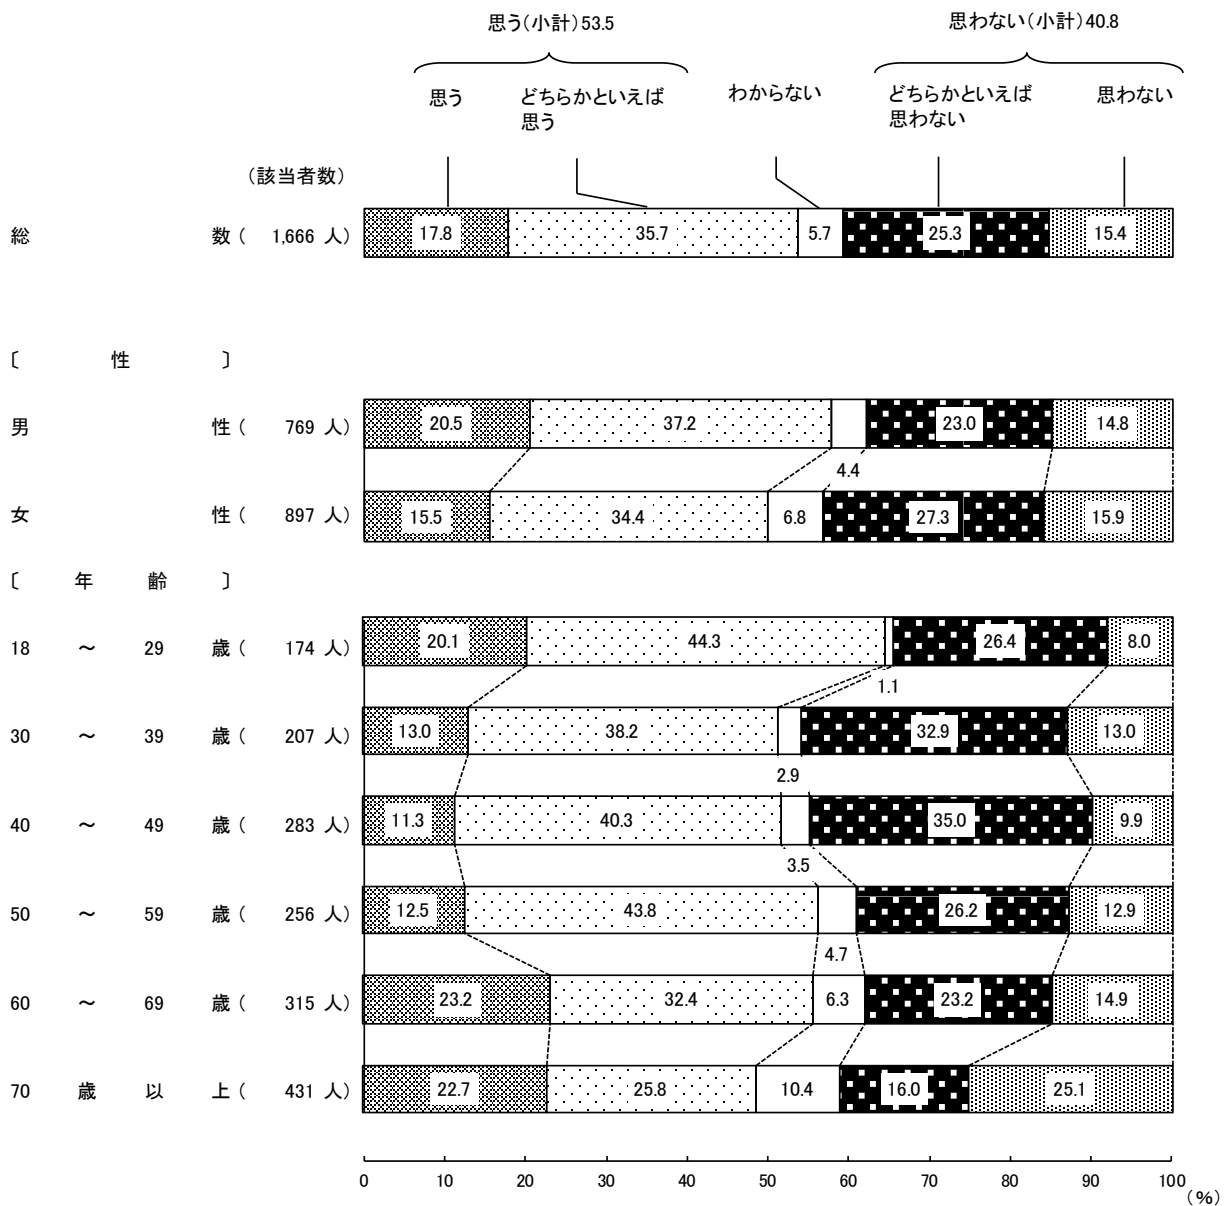 思う（小計）53.5
思わない（小計）40.8
思う
どちらかといえば
思う
わからない
どちらかといえば
思わない
思わない
（該当者数）
総 数（ 1,666 人） 17.8 35.7 5.7 25.3 15.4
〔 性 〕
男 性（ 769 人） 20.5 37.2 23.0 14.8
4.4
女 性（ 897 人） 15.5 34.4 6.8 27.3 15.9
〔 年 齢 〕
18 ～ 29 歳（ 174 人） 20.1 44.3 26.4 8.0
1.1
30 ～ 39 歳（ 207 人） 13.0 38.2 32.9 13.0
2.9
40 ～ 49 歳（ 283 人） 11.3 40.3 35.0 9.9
3.5
50 ～ 59 歳（ 256 人） 12.5 43.8 26.2 12.9
4.7
60 ～ 69 歳（ 315 人） 23.2 32.4 6.3 23.2 14.9
70 歳 以 上（ 431 人） 22.7 25.8 10.4 16.0 25.1
0 10 20 30 40 50 60 70 80 90 100
（％）